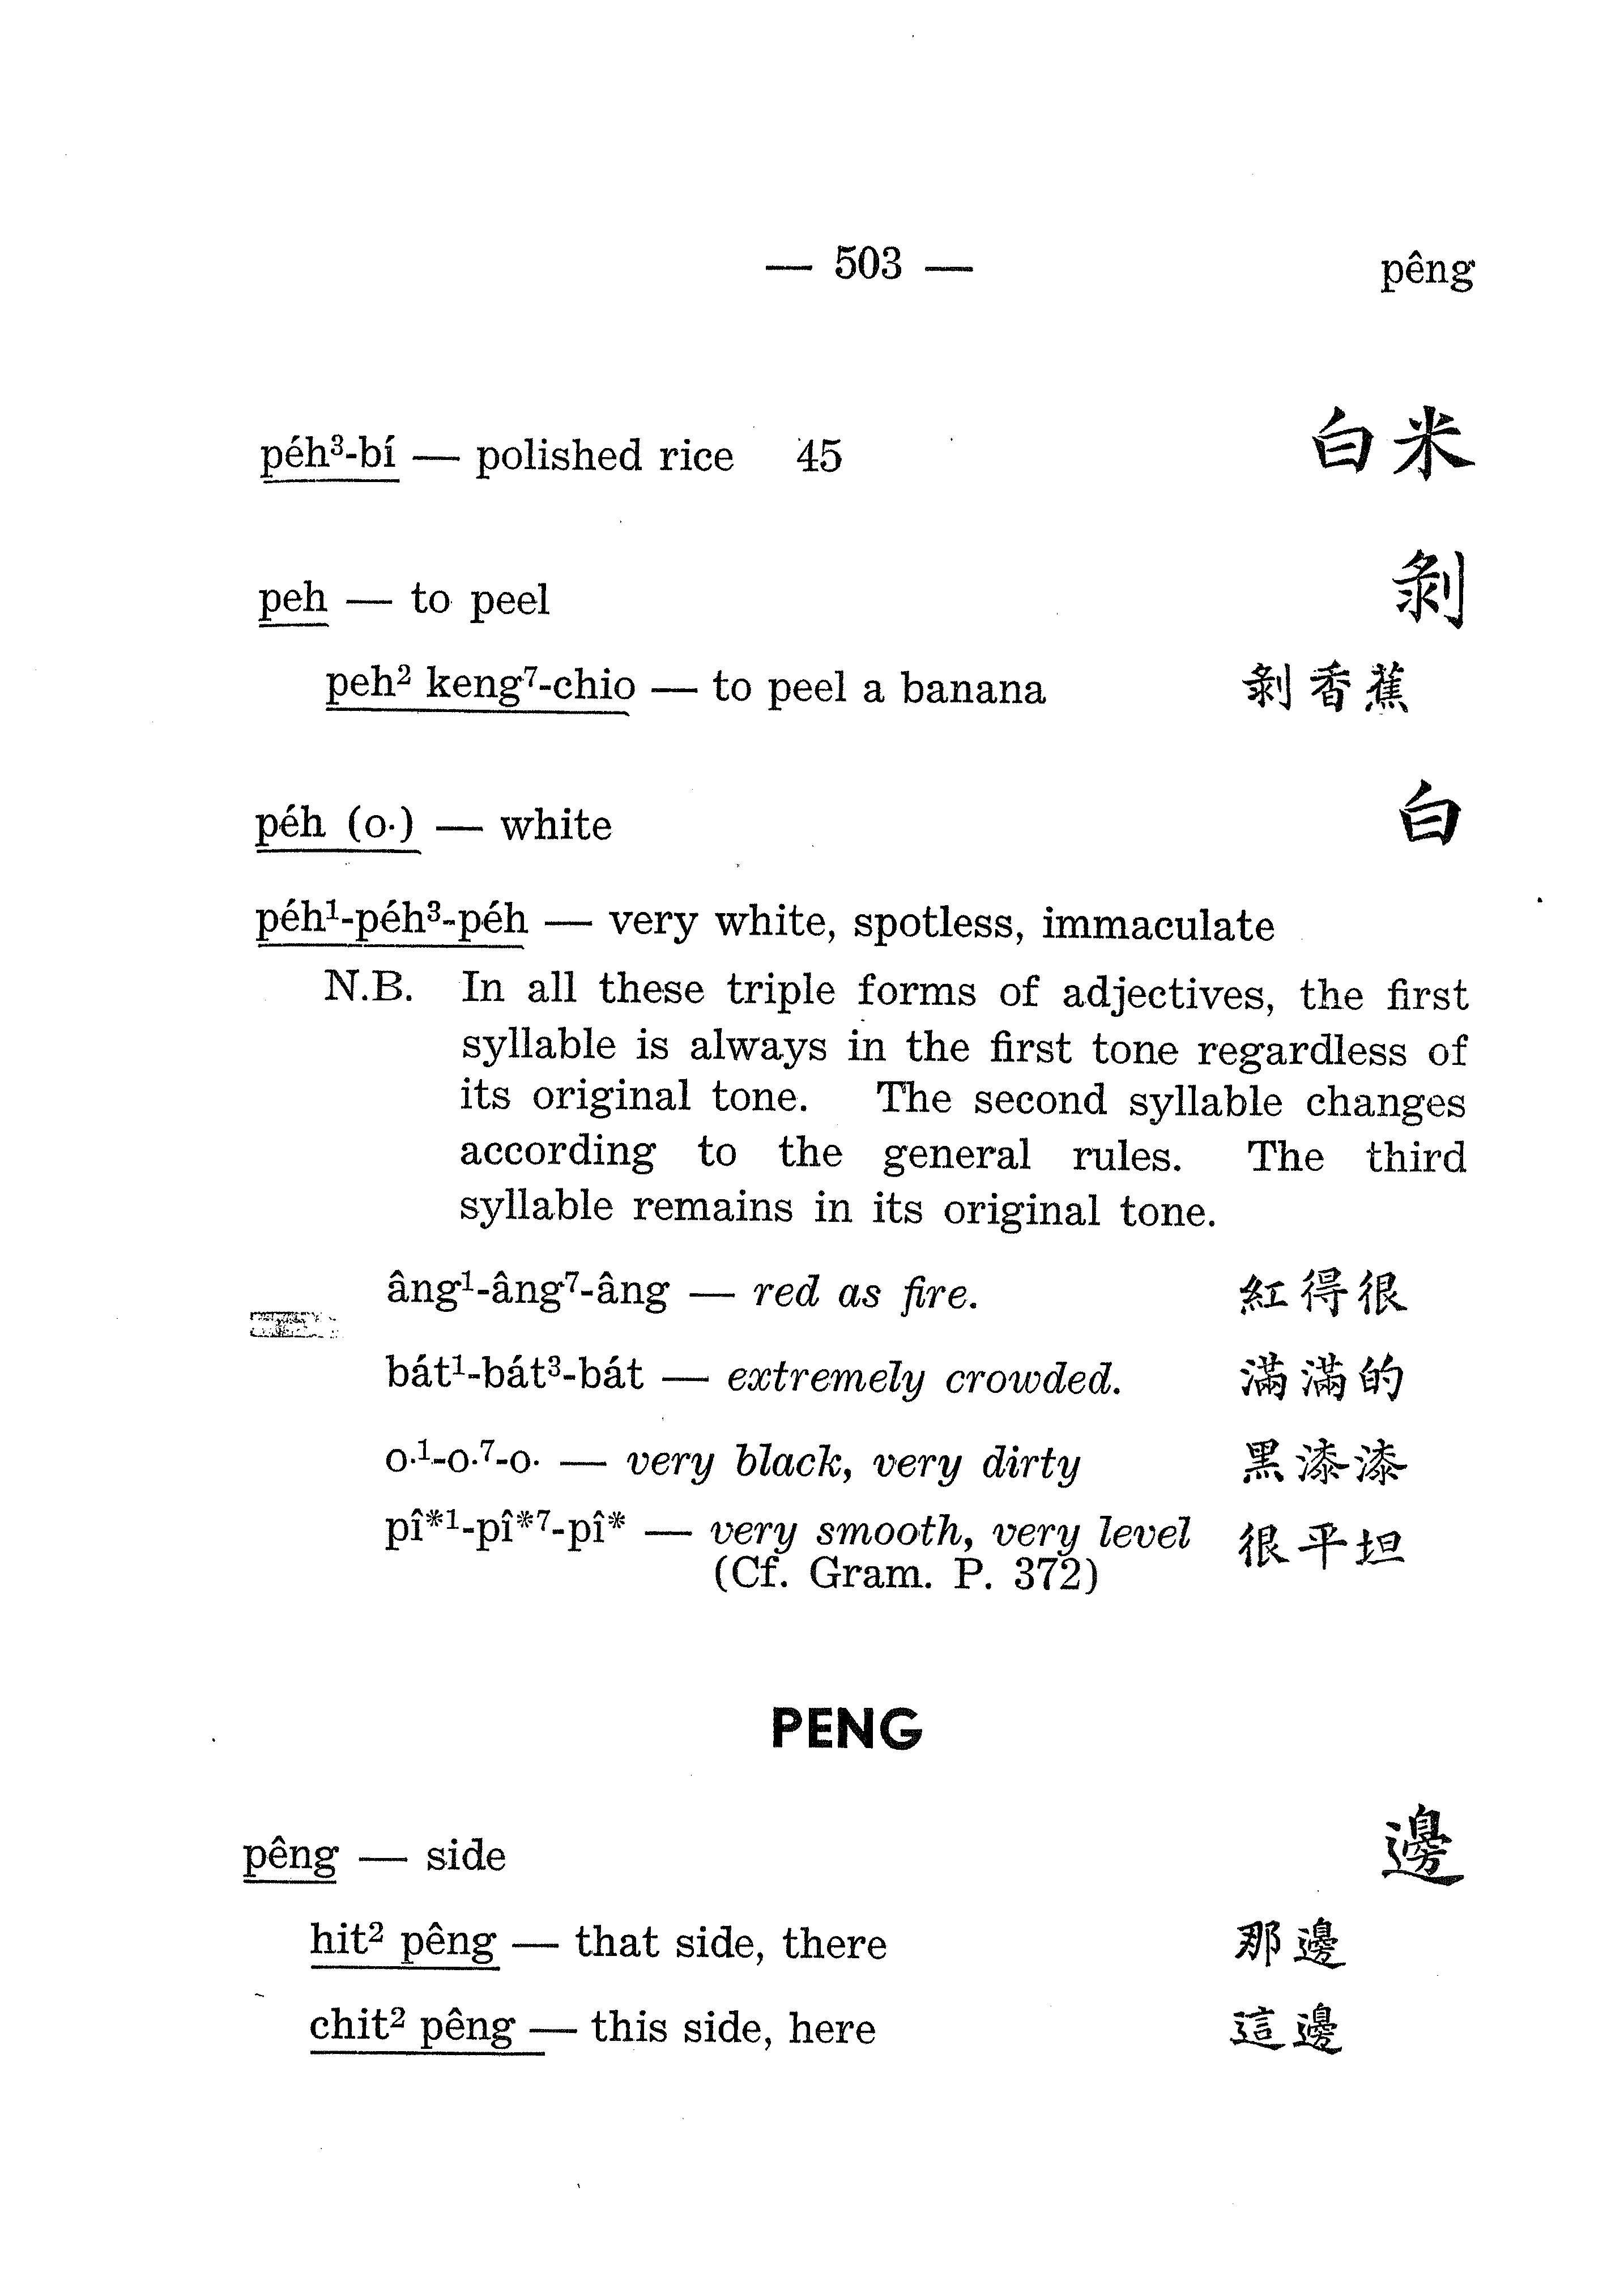 — 503 — pêng
péh³-bí — polished rice 45 白米
peh — to peel 剝
peh² keng⁷-chio — to peel a banana 剝香蕉
péh (o·) — white 白
péh¹-péh³-péh — very white, spotless, immaculate
N.B. In all these triple forms of adjectives, the first
syllable is always in the first tone regardless of
its original tone. The second syllable changes
according to the general rules. The third
syllable remains in its original tone.
âng¹-âng⁷-âng — red as fire. 紅得很
bát¹-bát³-bát — extremely crowded. 滿滿的
o·¹-o·⁷-o· — very black, very dirty 黑漆漆
pî*¹-pî*⁷-pî* — very smooth, very level 很平坦
(Cf. Gram. P. 372)
PENG
pêng — side 邊
hit² pêng — that side, there 那邊
chit² pêng — this side, here 這邊